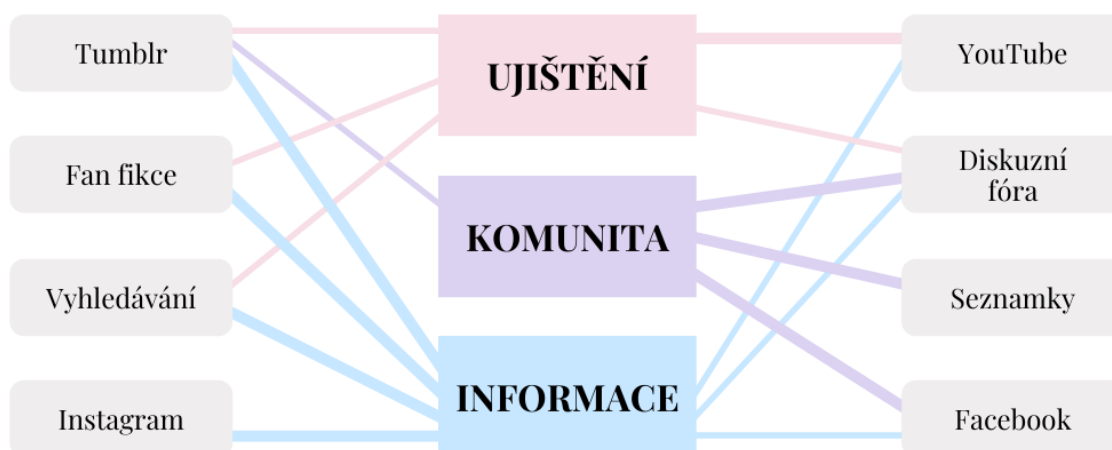 Tumblr
UJIŠTĚNÍ
YouTube
Fan fikce
Diskuzní
fóra
KOMUNITA
Vyhledávání
Seznamky
INFORMACE
Instagram
Facebook